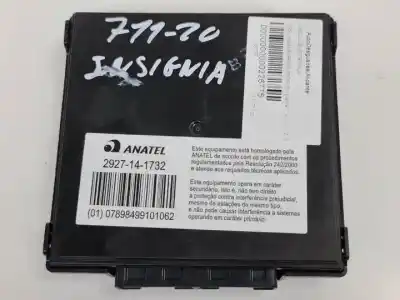 711-20
INSIGNIA
ANATEL
2927-14-1732
(01) 07898499101062
Este equipamento está homologado pela
ANATEL de acordo com os procedimentos
regulamentados pela Resolução 242/2000
e atende aos requisitos técnicos aplicados.
Este equipamento opera em caráter
secundário, isto é, não tem direito
à proteção contra interferência prejudicial,
mesmo de estações do mesmo tipo,
e não pode causar interferência a sistemas
operando em caráter primário.